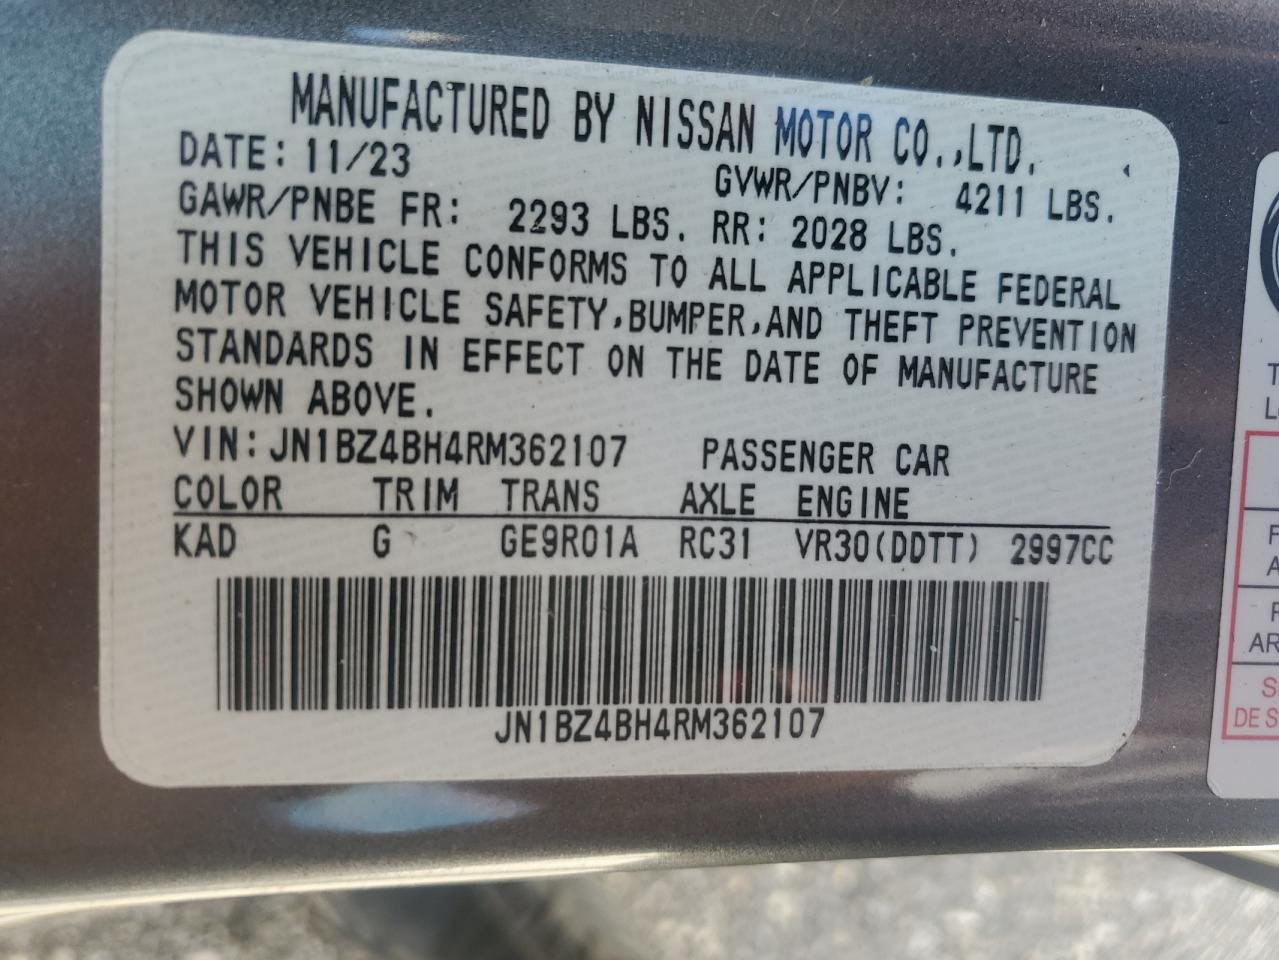 MANUFACTURED BY NISSAN MOTOR CO.,LTD.
DATE: 11/23 GVWR/PNBV: 4211 LBS.
GAWR/PNBE FR: 2293 LBS. RR: 2028 LBS.
THIS VEHICLE CONFORMS TO ALL APPLICABLE FEDERAL
MOTOR VEHICLE SAFETY,BUMPER,AND THEFT PREVENTION
STANDARDS IN EFFECT ON THE DATE OF MANUFACTURE
SHOWN ABOVE.
VIN:JN1BZ4BH4RM362107 PASSENGER CAR
COLOR TRIM TRANS AXLE ENGINE
KAD G GE9R01A RC31 VR30(DDTT) 2997CC
JN1BZ4BH4RM362107